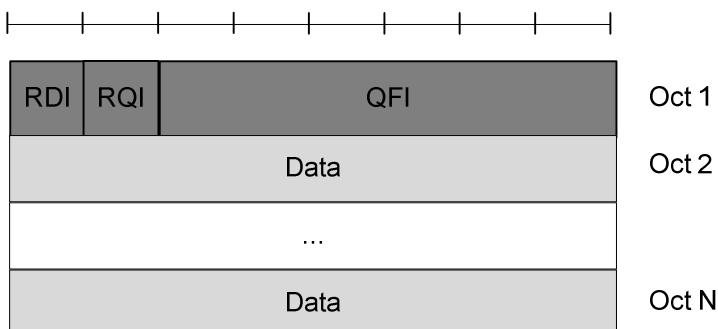 RDI RQI QFI Oct 1
Data Oct 2
...
Data Oct N